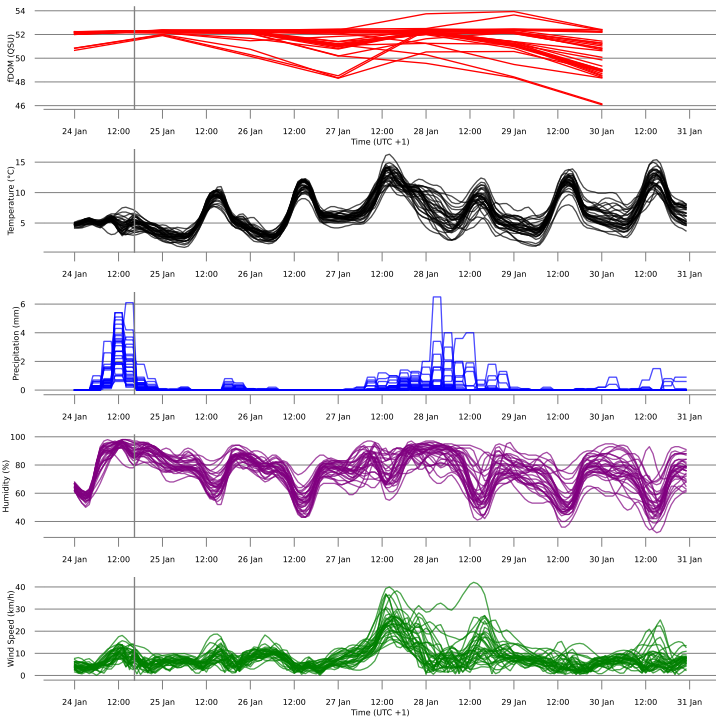 54
52
50
48
46
fDOM (QSU)
24 Jan 12:00 25 Jan 12:00 26 Jan 12:00 27 Jan 12:00 28 Jan 12:00 29 Jan 12:00 30 Jan 12:00 31 Jan
Time (UTC +1)
15
10
5
Temperature (°C)
24 Jan 12:00 25 Jan 12:00 26 Jan 12:00 27 Jan 12:00 28 Jan 12:00 29 Jan 12:00 30 Jan 12:00 31 Jan
6
4
2
0
Precipitation (mm)
24 Jan 12:00 25 Jan 12:00 26 Jan 12:00 27 Jan 12:00 28 Jan 12:00 29 Jan 12:00 30 Jan 12:00 31 Jan
100
80
60
40
Humidity (%)
24 Jan 12:00 25 Jan 12:00 26 Jan 12:00 27 Jan 12:00 28 Jan 12:00 29 Jan 12:00 30 Jan 12:00 31 Jan
40
30
20
10
0
Wind Speed (km/h)
24 Jan 12:00 25 Jan 12:00 26 Jan 12:00 27 Jan 12:00 28 Jan 12:00 29 Jan 12:00 30 Jan 12:00 31 Jan
Time (UTC +1)